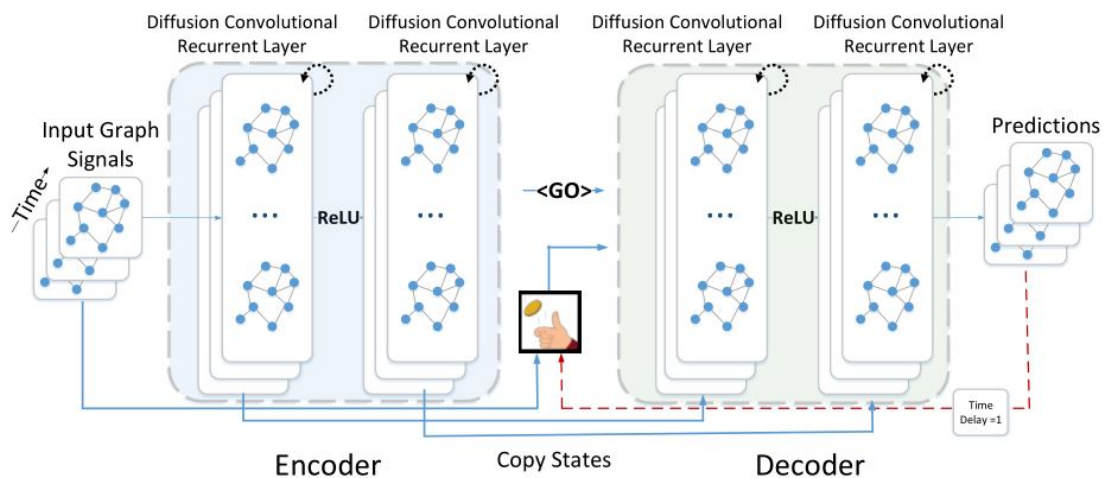 Diffusion Convolutional
Recurrent Layer
Diffusion Convolutional
Recurrent Layer
Diffusion Convolutional
Recurrent Layer
Diffusion Convolutional
Recurrent Layer
Input Graph
Signals
Time
Predictions
ReLU
<GO>
ReLU
Time
Delay =1
Encoder
Copy States
Decoder